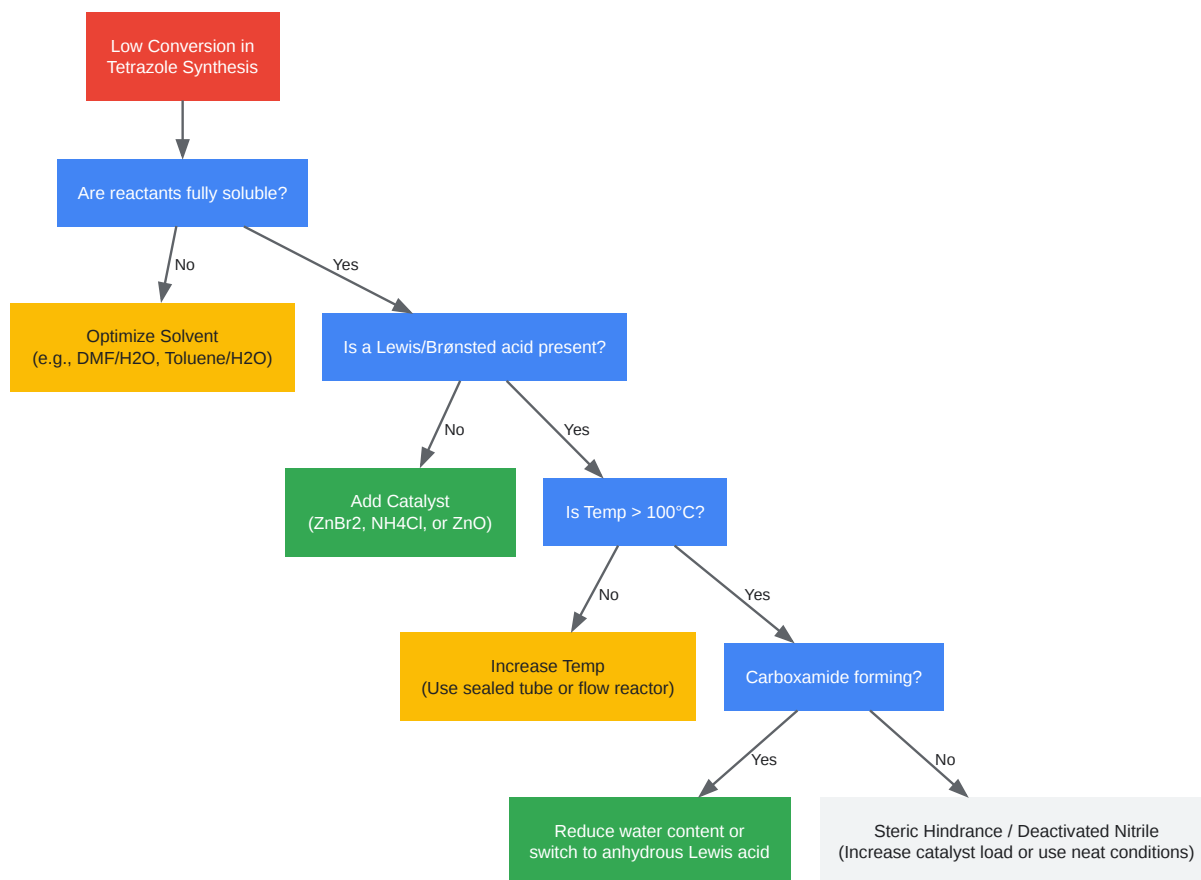 Low Conversion in
Tetrazole Synthesis
Are reactants fully soluble?
No
Yes
Optimize Solvent
(e.g., DMF/H2O, Toluene/H2O)
Is a Lewis/Brønsted acid present?
No
Yes
Add Catalyst
(ZnBr2, NH4Cl, or ZnO)
Is Temp > 100°C?
No
Yes
Increase Temp
(Use sealed tube or flow reactor)
Carboxamide forming?
Yes
No
Reduce water content or
switch to anhydrous Lewis acid
Steric Hindrance / Deactivated Nitrile
(Increase catalyst load or use neat conditions)